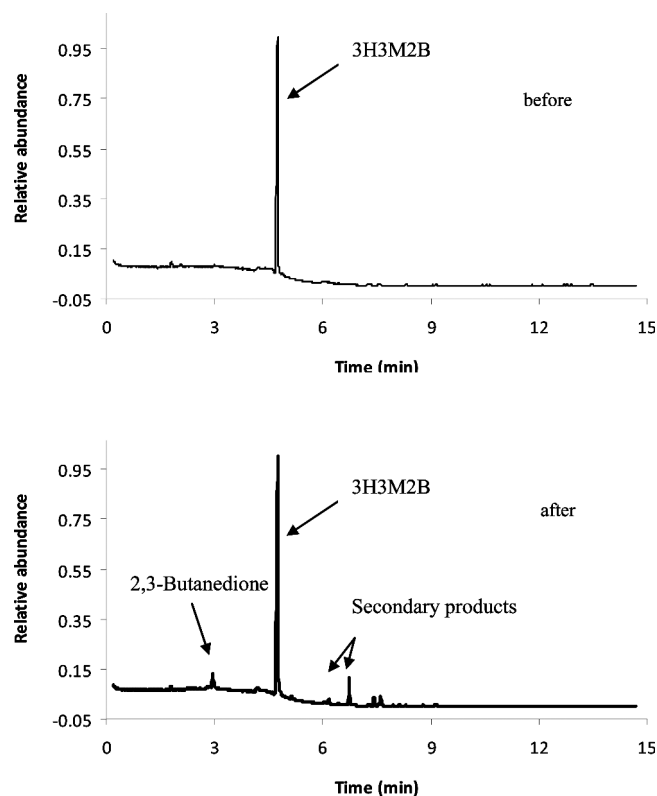 Relative abundance
0.95
0.75
0.55
0.35
0.15
-0.05
3H3M2B
before
0 3 6 9 12 15
Time (min)
Relative abundance
0.95
0.75
0.55
0.35
0.15
-0.05
3H3M2B
after
2,3-Butanedione
Secondary products
0 3 6 9 12 15
Time (min)